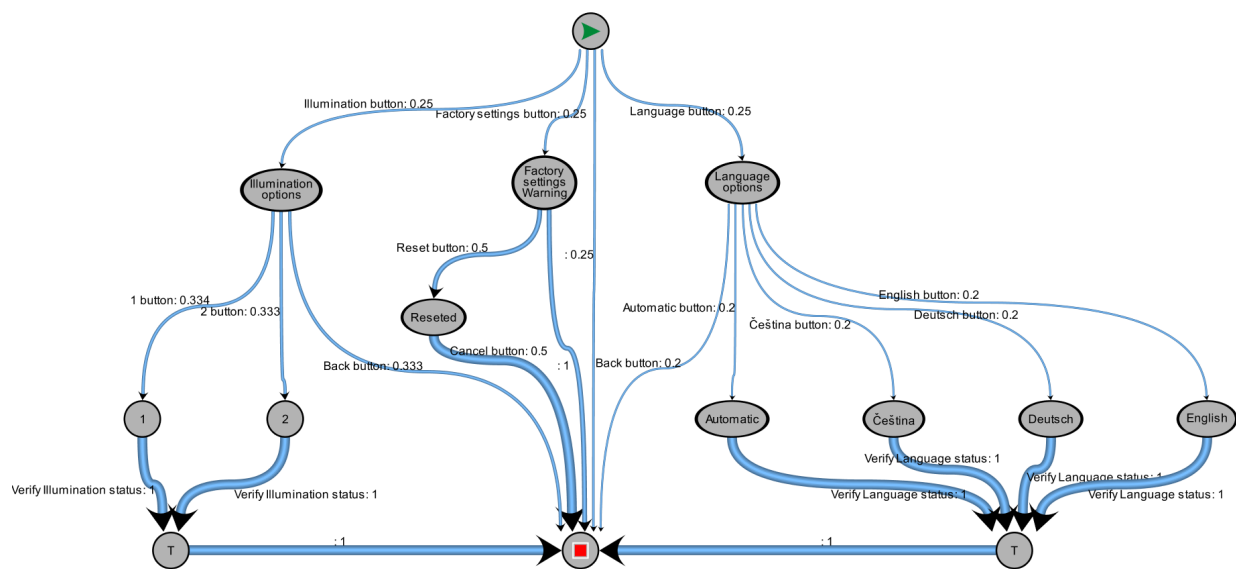 Illumination button: 0.25
Factory settings button: 0.25
Language button: 0.25
Illumination
options
Factory
settings
Warning
Language
options
Reset button: 0.5
: 0.25
1 button: 0.334
2 button: 0.333
Reseted
Automatic button: 0.2
English button: 0.2
Deutsch button: 0.2
Čeština button: 0.2
Cancel button: 0.5
: 1
Back button: 0.333
Back button: 0.2
1
2
Automatic
Čeština
Deutsch
English
Verify Illumination status: 1
Verify Illumination status: 1
Verify Language status: 1
Verify Language status: 1
Verify Language status: 1
Verify Language status: 1
T
: 1
: 1
T